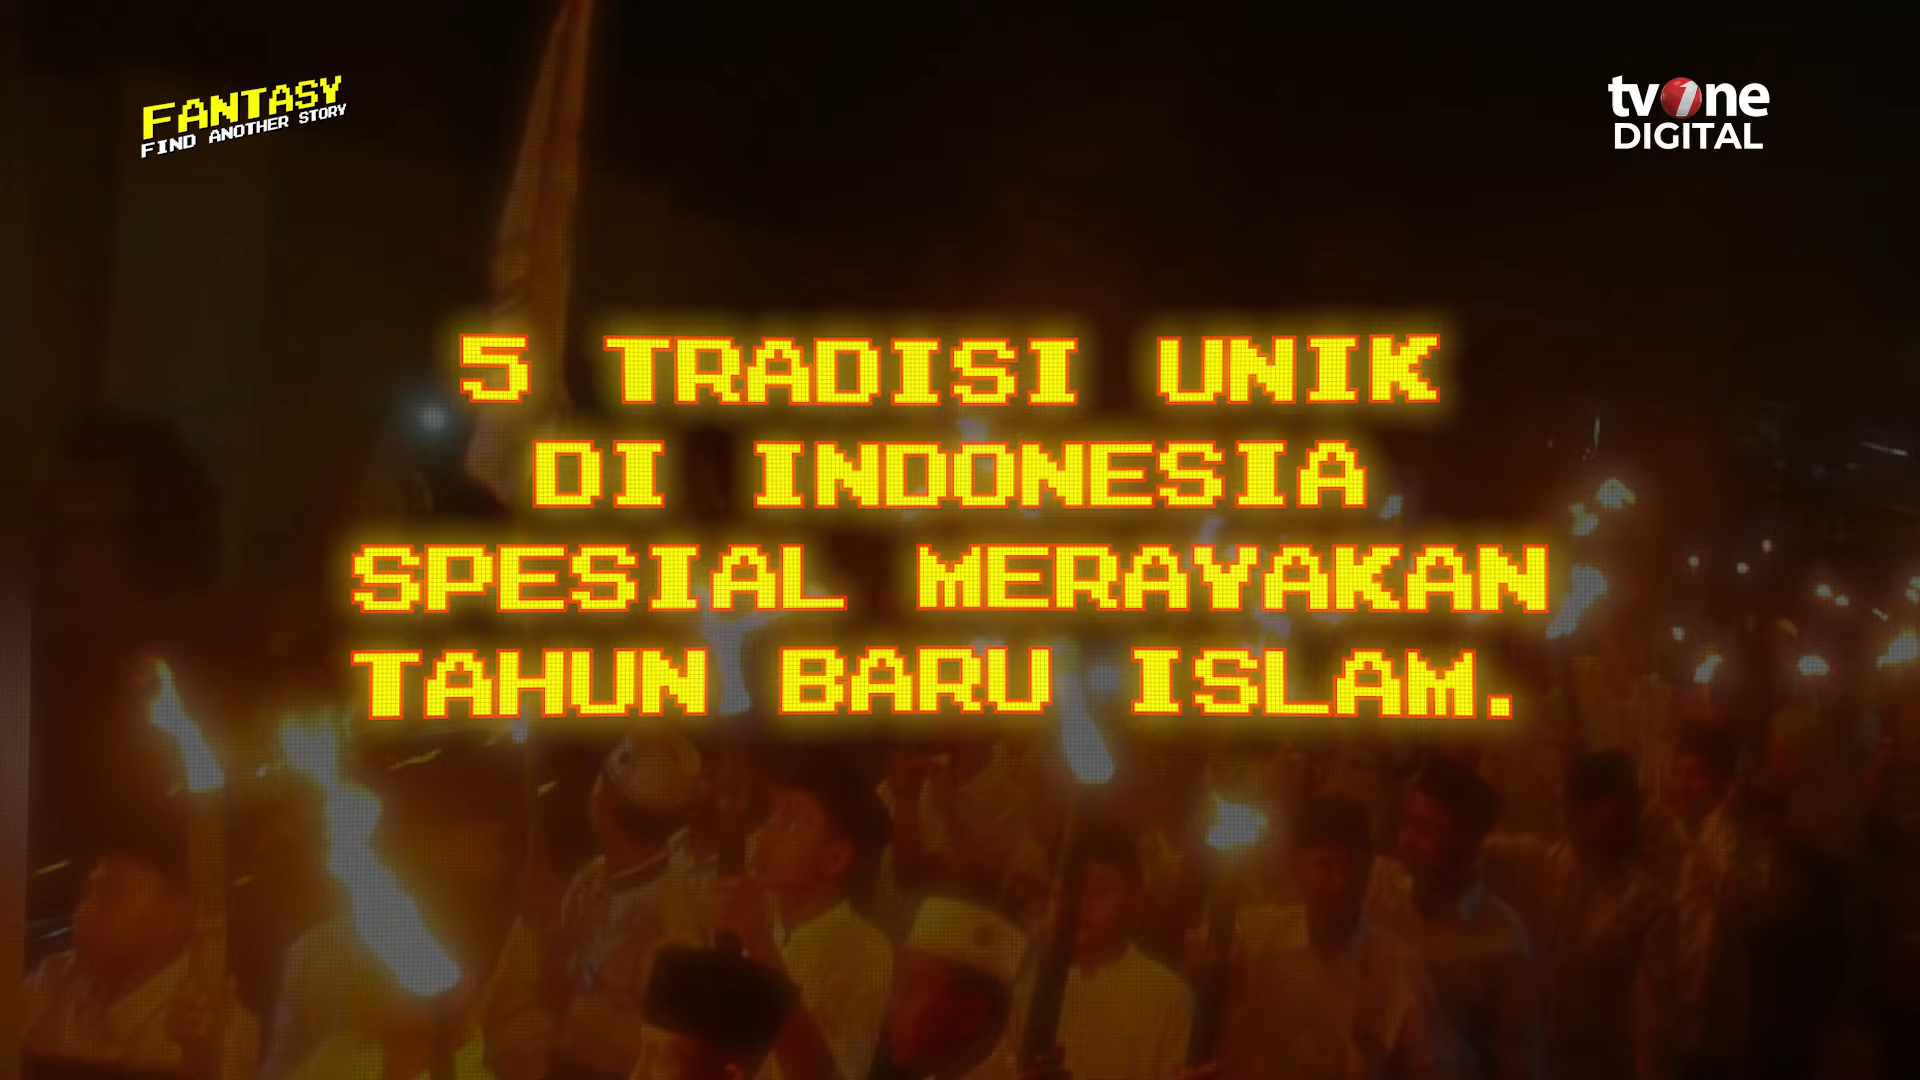 FANTASY
FIND ANOTHER STORY
tvOne
DIGITAL
5 TRADISI UNIK
DI INDONESIA
SPESIAL MERAYAKAN
TAHUN BARU ISLAM.